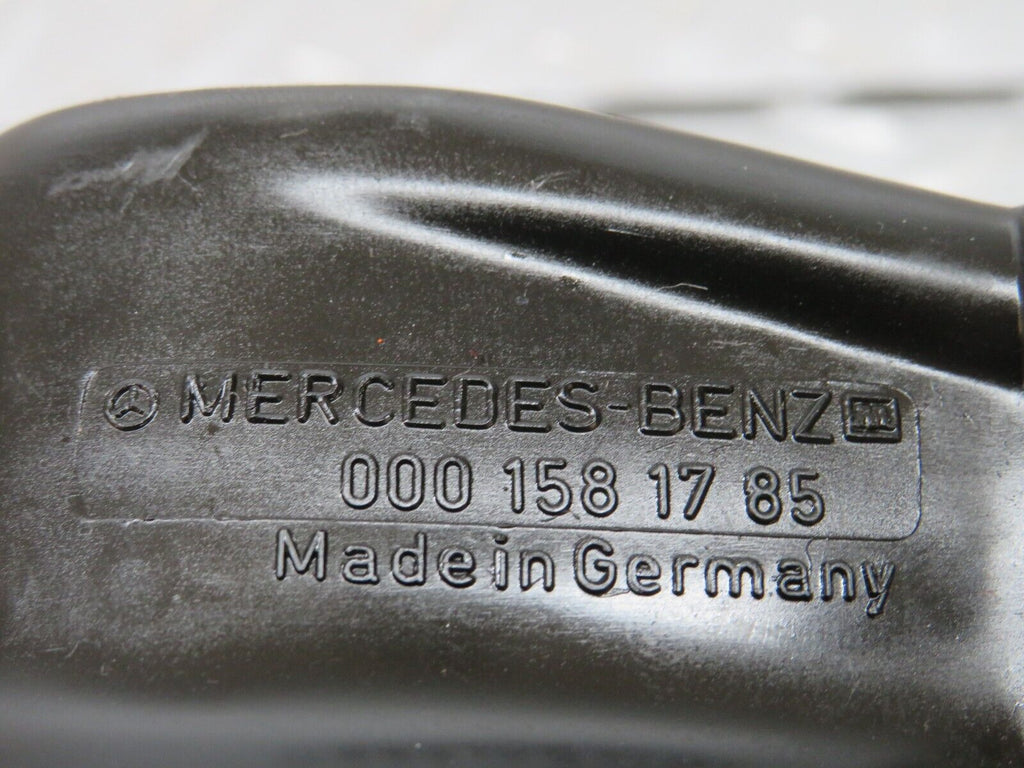 MERCEDES-BENZ
000 158 17 85
Made in Germany